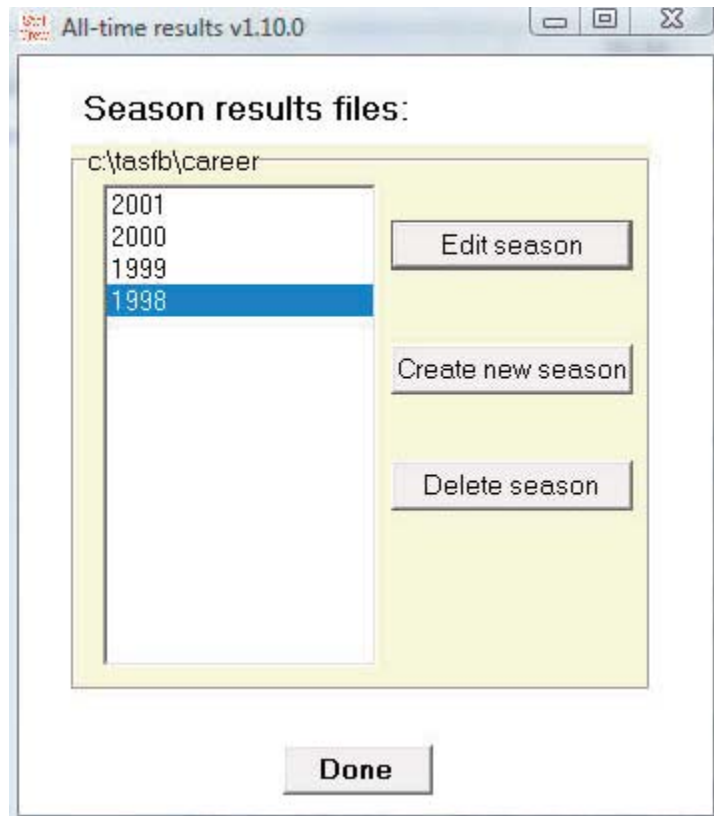 All-time results v1.10.0
Season results files:
c:\tasfb\career
2001
2000
1999
1998
Edit season
Create new season
Delete season
Done